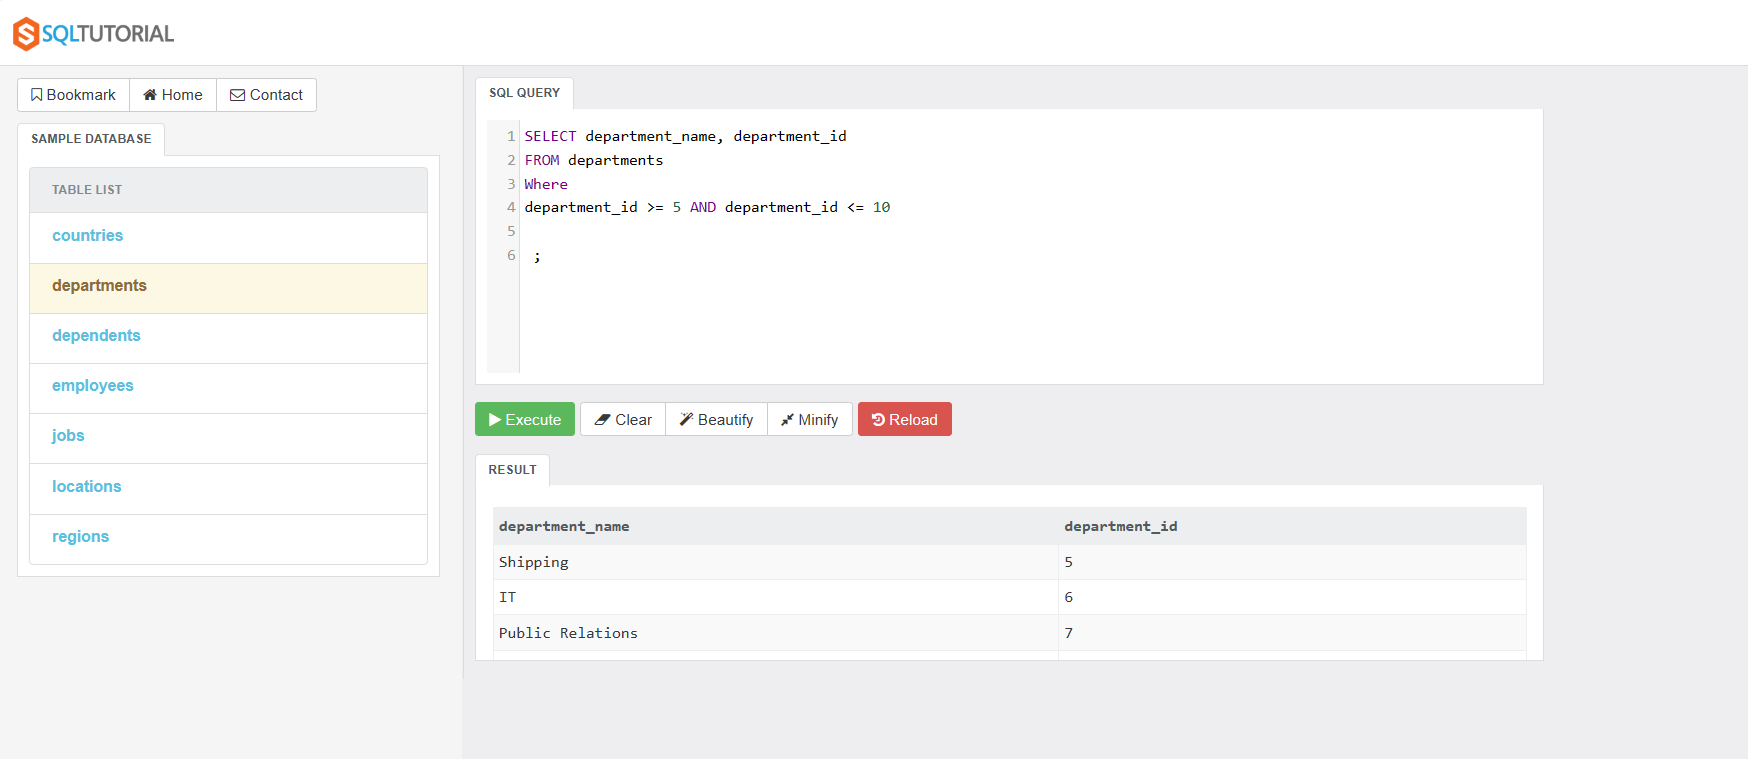 SQLTUTORIAL
Bookmark Home Contact
SAMPLE DATABASE
TABLE LIST
countries
departments
dependents
employees
jobs
locations
regions
SQL QUERY
1 SELECT department_name, department_id
2 FROM departments
3 Where
4 department_id >= 5 AND department_id <= 10
5
6 ;
Execute Clear Beautify Minify Reload
RESULT
department_name department_id
Shipping 5
IT 6
Public Relations 7